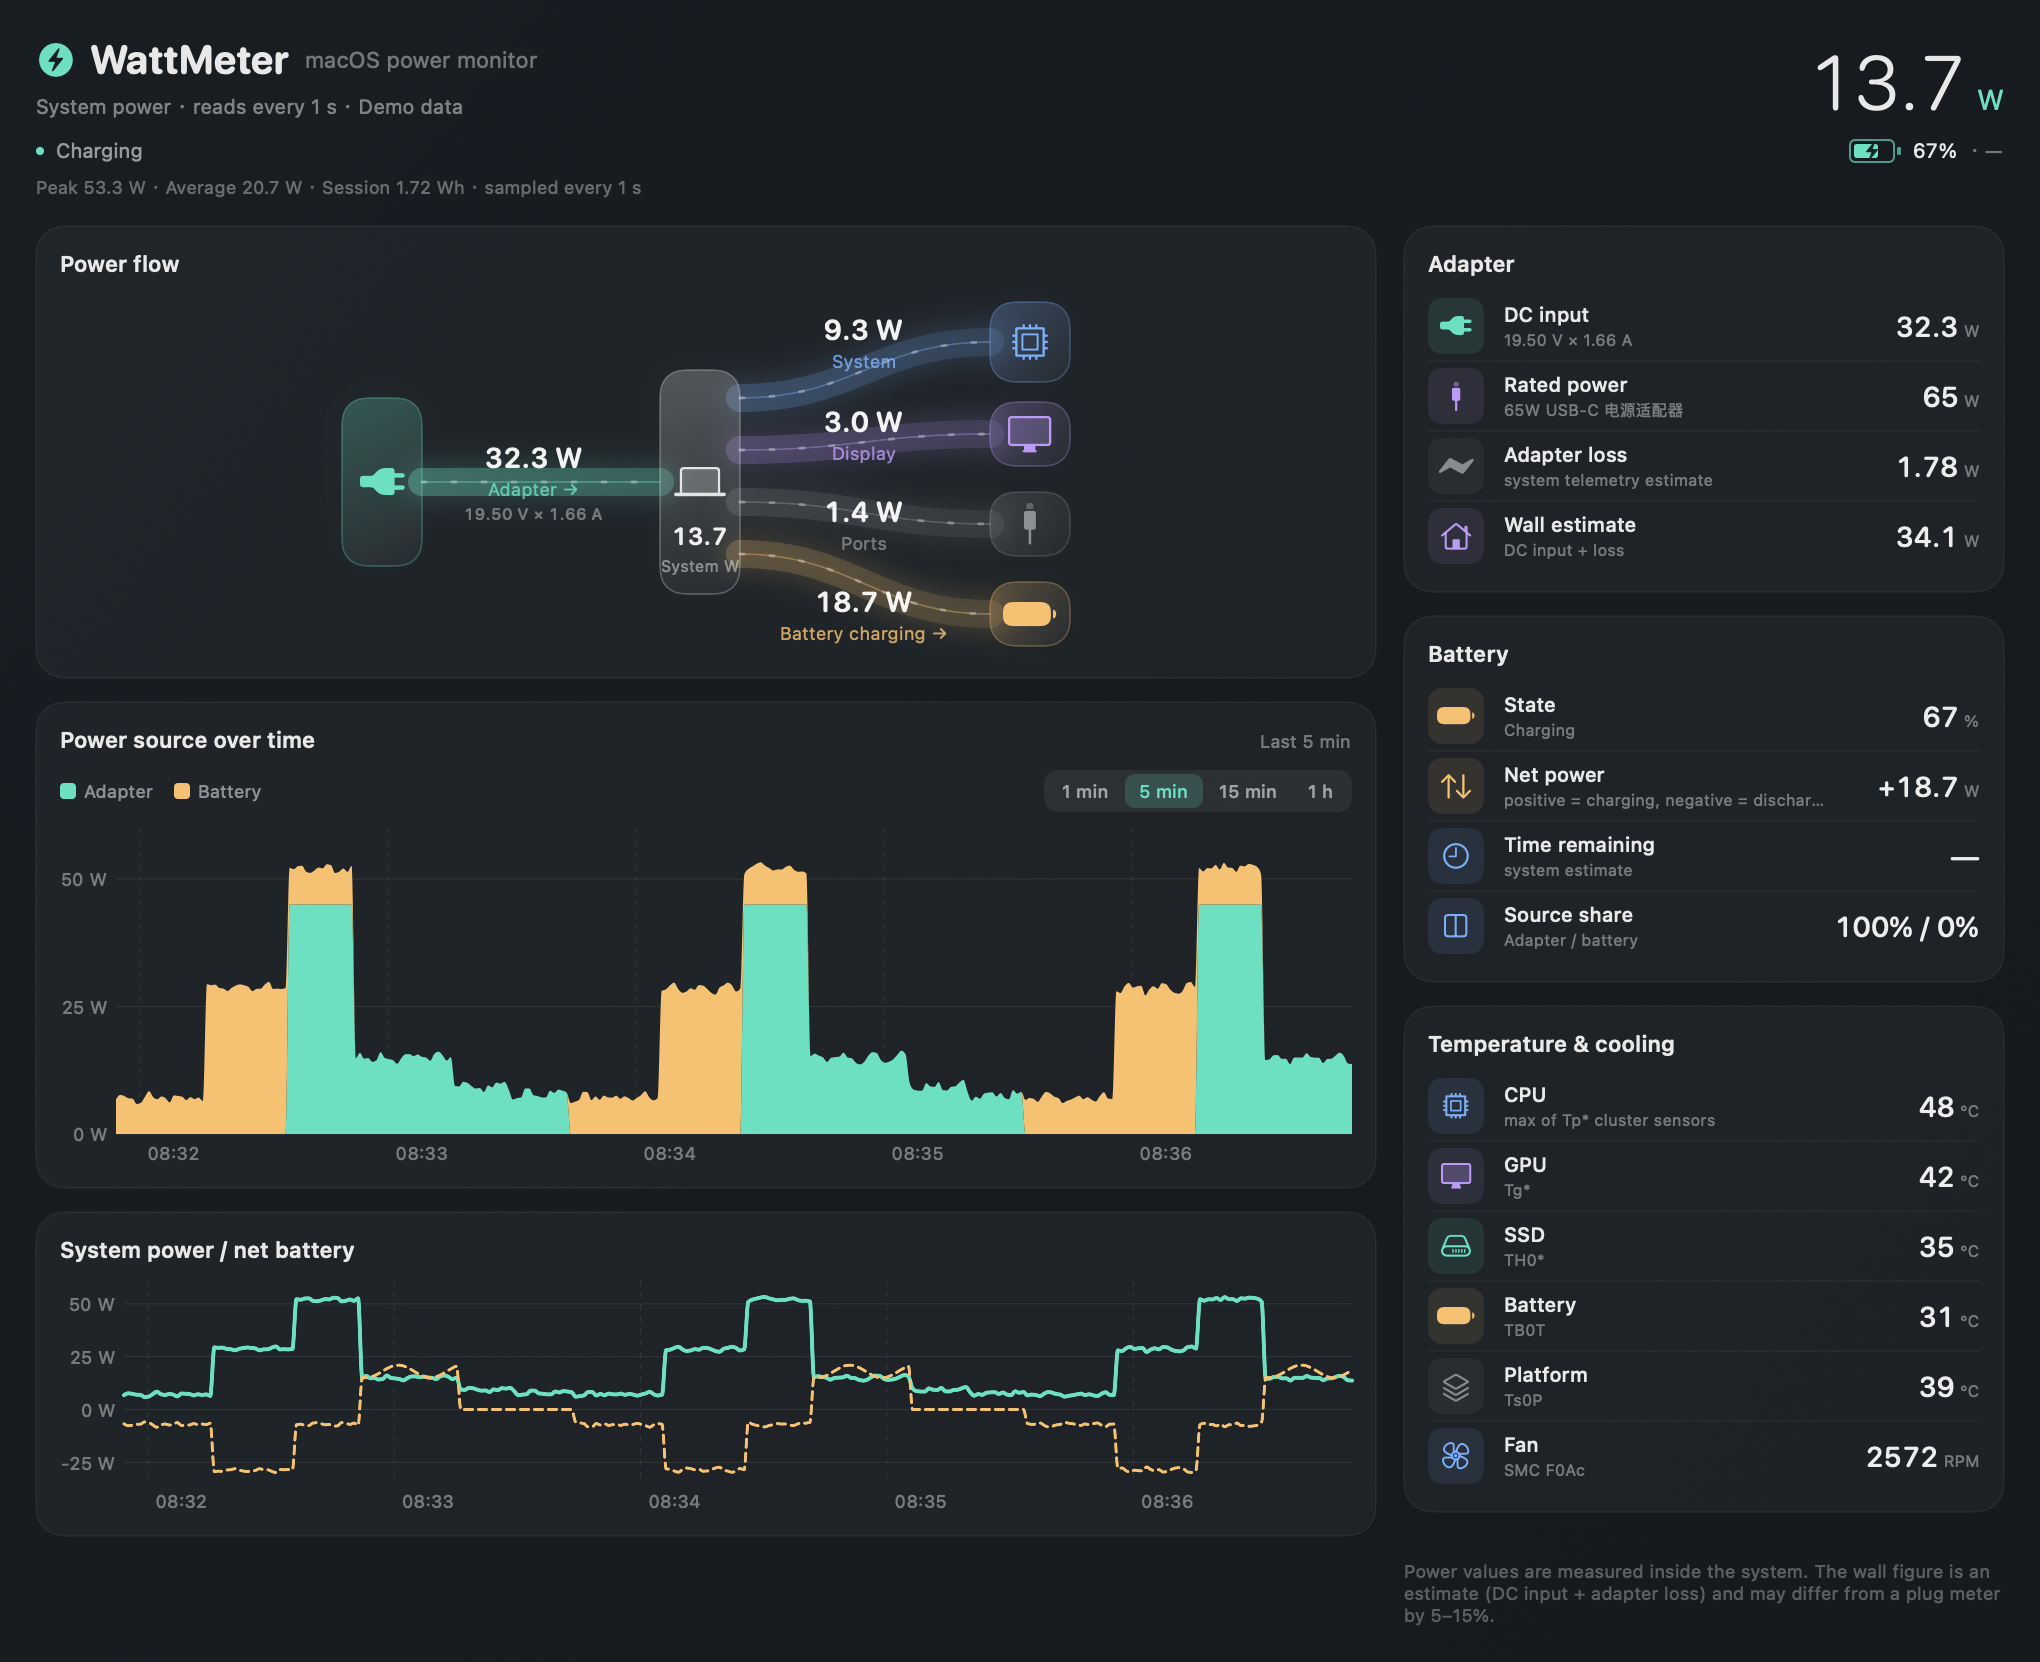 WattMeter macOS power monitor
System power · reads every 1 s · Demo data
Charging
Peak 53.3 W · Average 20.7 W · Session 1.72 Wh · sampled every 1 s
13.7 W
67% · —
Power flow
32.3 W
Adapter →
19.50 V × 1.66 A
13.7
System W
9.3 W
System
3.0 W
Display
1.4 W
Ports
18.7 W
Battery charging →
Power source over time
Last 5 min
Adapter Battery
1 min 5 min 15 min 1 h
50 W
25 W
0 W
08:32 08:33 08:34 08:35 08:36
System power / net battery
50 W
25 W
0 W
-25 W
08:32 08:33 08:34 08:35 08:36
Adapter
DC input
19.50 V × 1.66 A
32.3 W
Rated power
65W USB-C 电源适配器
65 W
Adapter loss
system telemetry estimate
1.78 W
Wall estimate
DC input + loss
34.1 W
Battery
State
Charging
67 %
Net power
positive = charging, negative = dischar...
+18.7 W
Time remaining
system estimate
—
Source share
Adapter / battery
100% / 0%
Temperature & cooling
CPU
max of Tp* cluster sensors
48 °C
GPU
Tg*
42 °C
SSD
TH0*
35 °C
Battery
TB0T
31 °C
Platform
Ts0P
39 °C
Fan
SMC F0Ac
2572 RPM
Power values are measured inside the system. The wall figure is an
estimate (DC input + adapter loss) and may differ from a plug meter
by 5–15%.